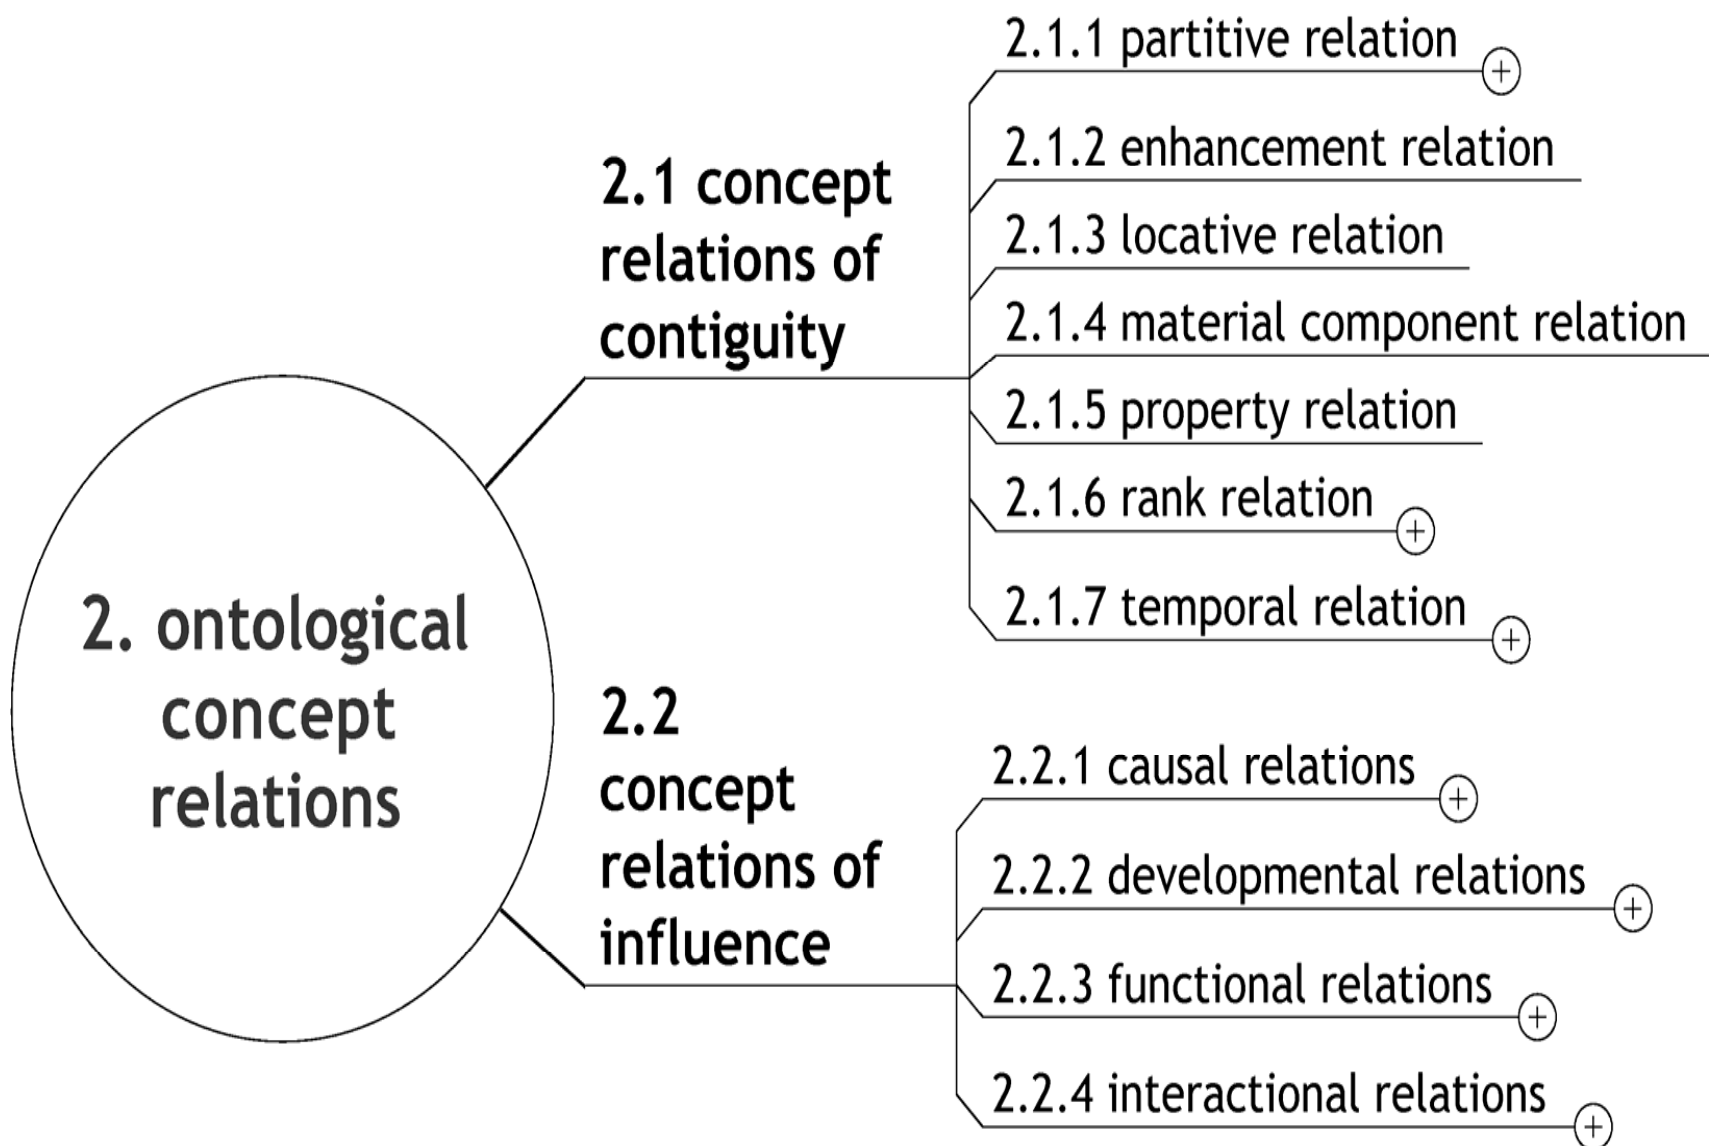 2. ontological
concept
relations
2.1 concept
relations of
contiguity
2.1.1 partitive relation
2.1.2 enhancement relation
2.1.3 locative relation
2.1.4 material component relation
2.1.5 property relation
2.1.6 rank relation
2.1.7 temporal relation
2.2
concept
relations of
influence
2.2.1 causal relations
2.2.2 developmental relations
2.2.3 functional relations
2.2.4 interactional relations